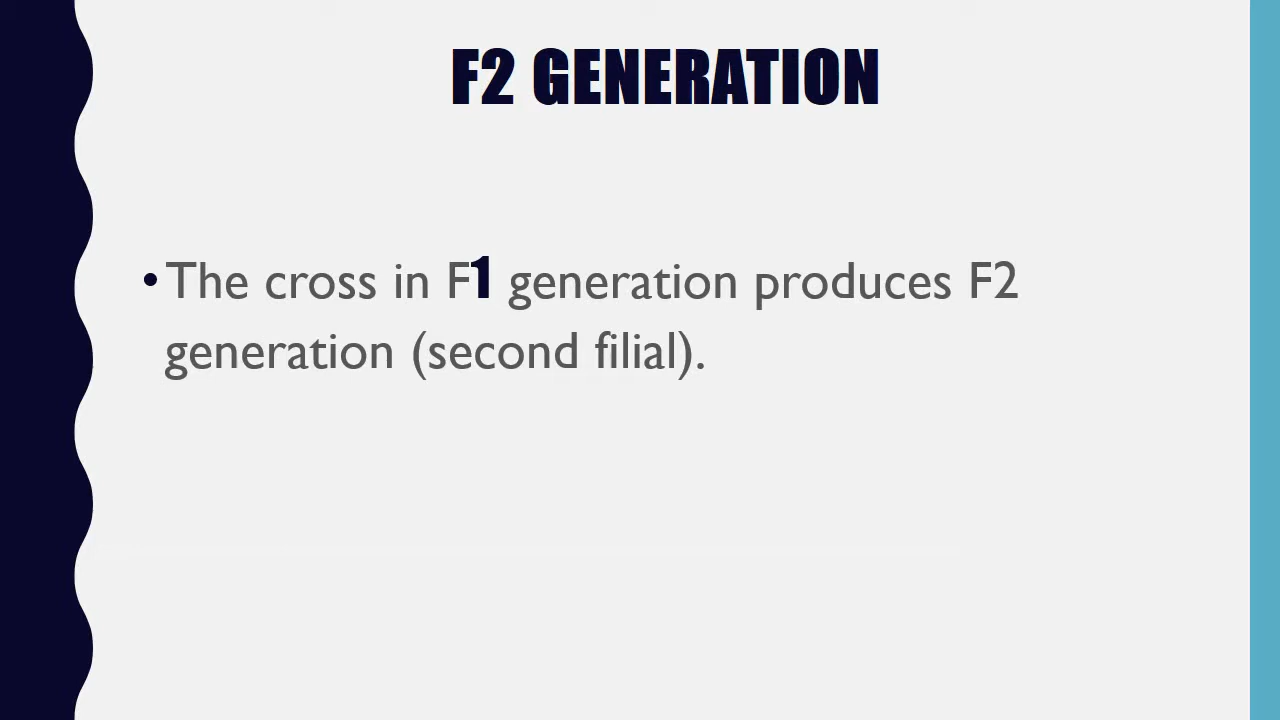 F2 GENERATION
•The cross in F1 generation produces F2
generation (second filial).